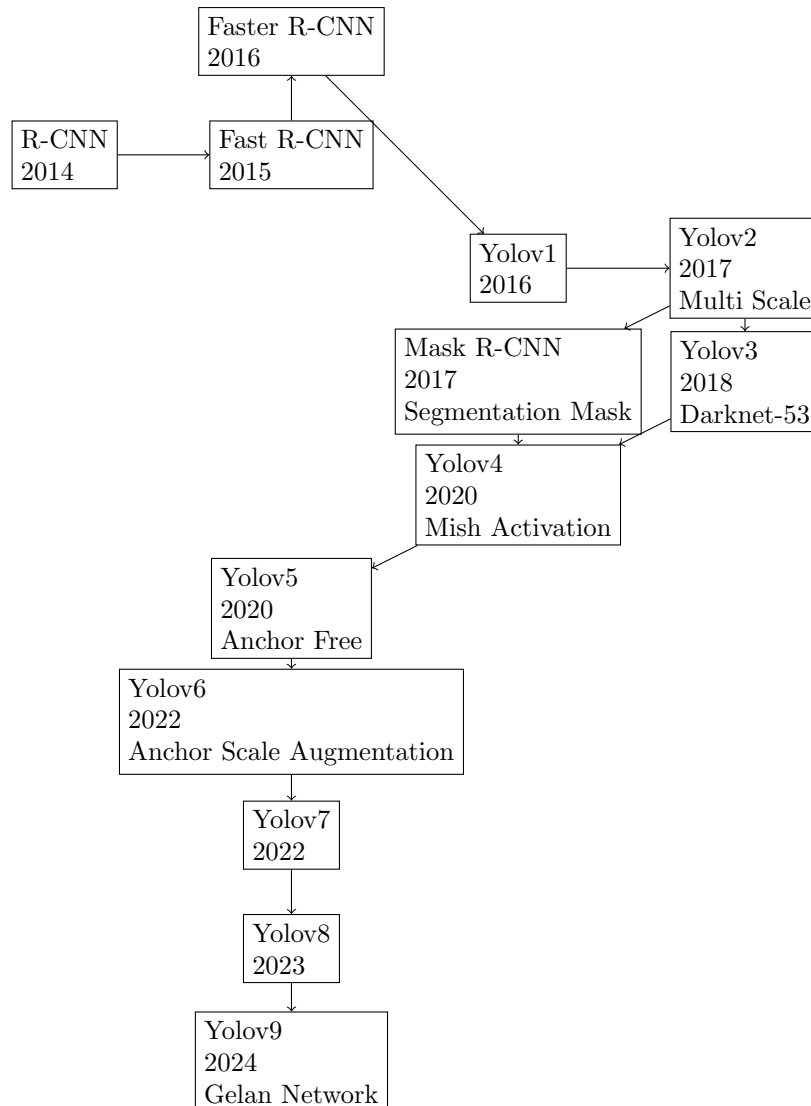 Faster R-CNN
2016
R-CNN
2014
Fast R-CNN
2015
Yolov1
2016
Yolov2
2017
Multi Scale
Mask R-CNN
2017
Segmentation Mask
Yolov3
2018
Darknet-53
Yolov4
2020
Mish Activation
Yolov5
2020
Anchor Free
Yolov6
2022
Anchor Scale Augmentation
Yolov7
2022
Yolov8
2023
Yolov9
2024
Gelan Network